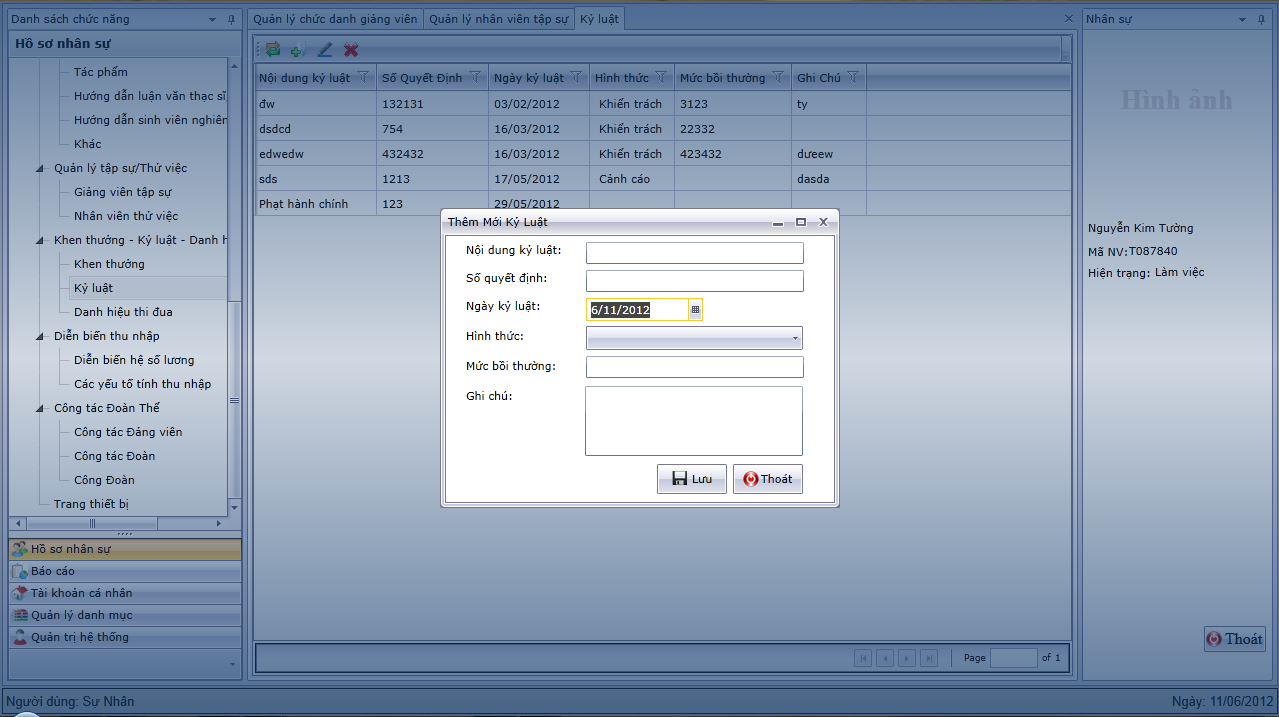 Danh sách chức năng
Hồ sơ nhân sự
Tác phẩm
Hướng dẫn luận văn thạc sĩ,
Hướng dẫn sinh viên nghiên
Khác
Quản lý tập sự/Thử việc
Giảng viên tập sự
Nhân viên thử việc
Khen thưởng - Kỷ luật - Danh h
Khen thưởng
Kỷ luật
Danh hiệu thi đua
Diễn biến thu nhập
Diễn biến hệ số lương
Các yếu tố tính thu nhập
Công tác Đoàn Thể
Công tác Đảng viên
Công tác Đoàn
Công Đoàn
Trang thiết bị
Hồ sơ nhân sự
Báo cáo
Tài khoản cá nhân
Quản lý danh mục
Quản trị hệ thống
Quản lý chức danh giảng viên Quản lý nhân viên tập sự Kỷ luật
Nội dung kỷ luật Số Quyết Định Ngày kỷ luật Hình thức Mức bồi thường Ghi Chú
đw 132131 03/02/2012 Khiển trách 3123 ty
dsdcd 754 16/03/2012 Khiển trách 22332
edwedw 432432 16/03/2012 Khiển trách 423432 dưeew
sds 1213 17/05/2012 Cảnh cáo dasda
Phạt hành chính 123 29/05/2012
Thêm Mới Kỷ Luật
Nội dung kỷ luật:
Số quyết định:
Ngày kỷ luật: 6/11/2012
Hình thức:
Mức bồi thường:
Ghi chú:
Lưu Thoát
Page of 1
Nhân sự
Hình ảnh
Nguyễn Kim Tường
Mã NV:T087840
Hiện trạng: Làm việc
Thoát
Người dùng: Sự Nhân Ngày: 11/06/2012